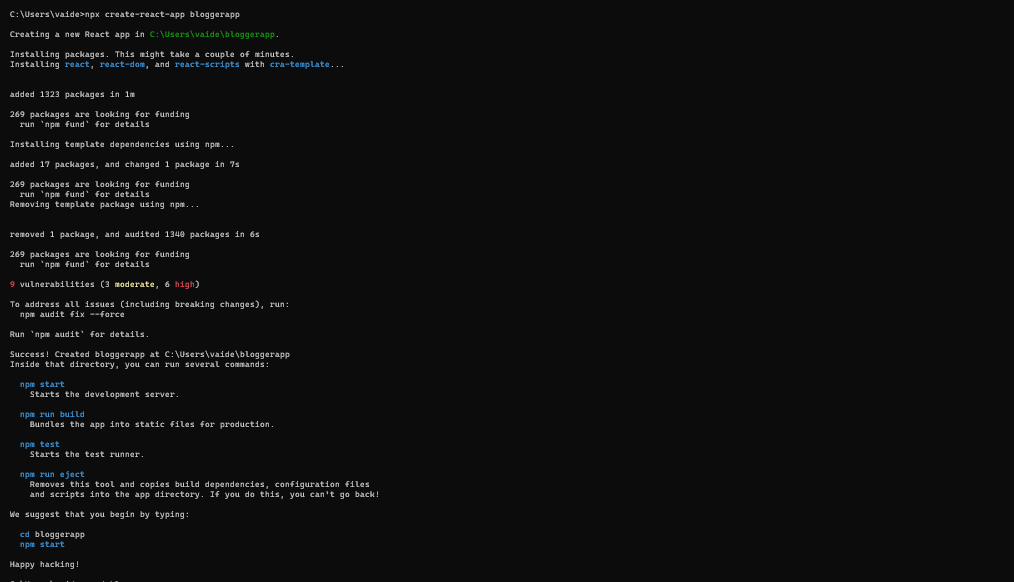 C:\Users\vaide>npx create-react-app bloggerapp
Creating a new React app in C:\Users\vaide\bloggerapp.
Installing packages. This might take a couple of minutes.
Installing react, react-dom, and react-scripts with cra-template...
added 1323 packages in 1m
269 packages are looking for funding
run `npm fund` for details
Installing template dependencies using npm...
added 17 packages, and changed 1 package in 7s
269 packages are looking for funding
run `npm fund` for details
Removing template package using npm...
removed 1 package, and audited 1340 packages in 6s
269 packages are looking for funding
run `npm fund` for details
9 vulnerabilities (3 moderate, 6 high)
To address all issues (including breaking changes), run:
npm audit fix --force
Run `npm audit` for details.
Success! Created bloggerapp at C:\Users\vaide\bloggerapp
Inside that directory, you can run several commands:
npm start
Starts the development server.
npm run build
Bundles the app into static files for production.
npm test
Starts the test runner.
npm run eject
Removes this tool and copies build dependencies, configuration files
and scripts into the app directory. If you do this, you can't go back!
We suggest that you begin by typing:
cd bloggerapp
npm start
Happy hacking!